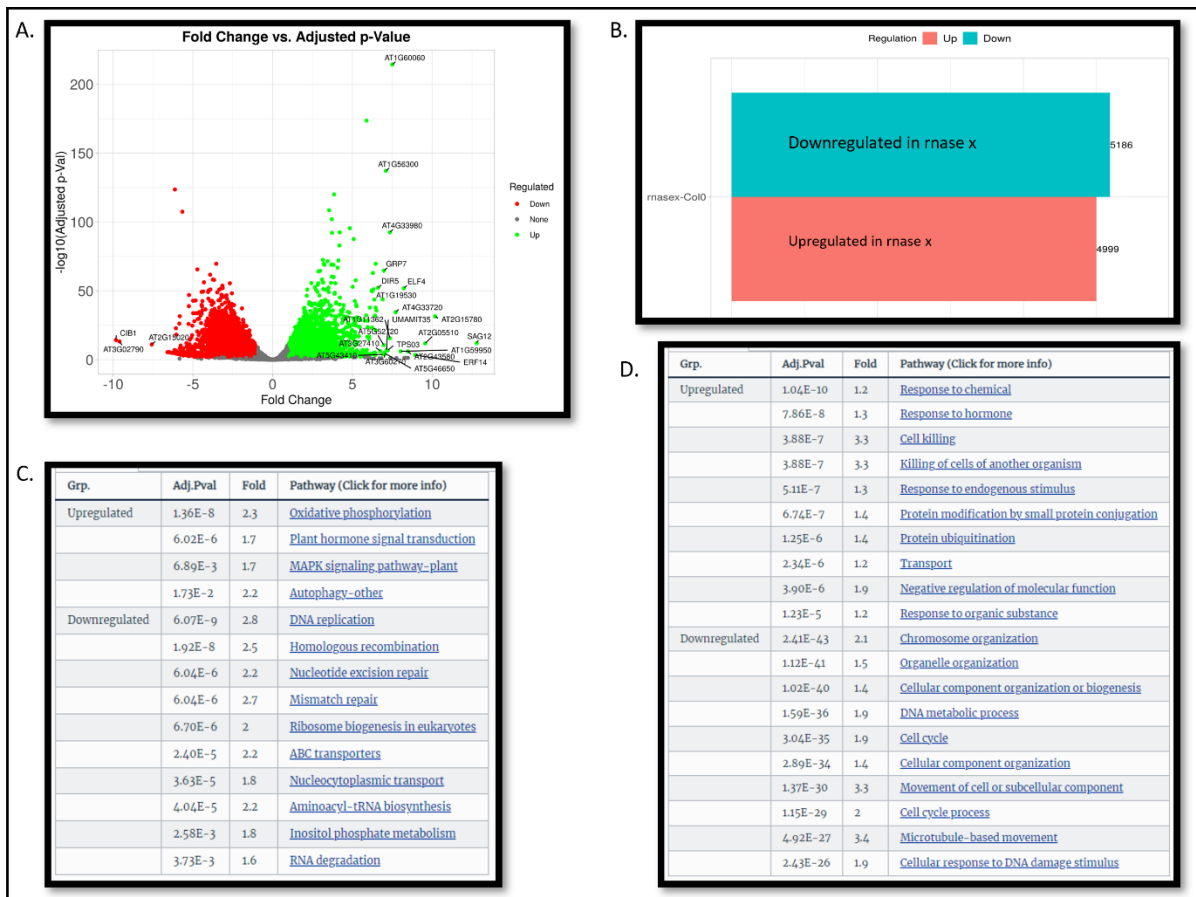 A.
Fold Change vs. Adjusted p-Value
-log10(Adjusted p-Val)
200
150
100
50
0
-10
-5
0
5
10
Fold Change
AT1G60060
AT1G56300
AT4G33980
GRP7
DIR5
ELF4
AT1G19530
AT4G33720
AT2G15780
AT1G11362
UMAMIT35
AT5G52720
AT2G05510
SAG12
AT3G27410
TPS03
AT1G59950
AT5G43410
AT2G43580
AT3G60270
ERF14
AT5G46650
CIB1
AT2G15020
AT3G02790
Regulated
Down
None
Up
B.
Regulation Up Down
rnasex-Col0
Downregulated in rnase x
5186
Upregulated in rnase x
4999
C.
Grp. Adj.Pval Fold Pathway (Click for more info)
Upregulated 1.36E-8 2.3 Oxidative phosphorylation
6.02E-6 1.7 Plant hormone signal transduction
6.89E-3 1.7 MAPK signaling pathway-plant
1.73E-2 2.2 Autophagy-other
Downregulated 6.07E-9 2.8 DNA replication
1.92E-8 2.5 Homologous recombination
6.04E-6 2.2 Nucleotide excision repair
6.04E-6 2.7 Mismatch repair
6.70E-6 2 Ribosome biogenesis in eukaryotes
2.40E-5 2.2 ABC transporters
3.63E-5 1.8 Nucleocytoplasmic transport
4.04E-5 2.2 Aminoacyl-tRNA biosynthesis
2.58E-3 1.8 Inositol phosphate metabolism
3.73E-3 1.6 RNA degradation
D.
Grp. Adj.Pval Fold Pathway (Click for more info)
Upregulated 1.04E-10 1.2 Response to chemical
7.86E-8 1.3 Response to hormone
3.88E-7 3.3 Cell killing
3.88E-7 3.3 Killing of cells of another organism
5.11E-7 1.3 Response to endogenous stimulus
6.74E-7 1.4 Protein modification by small protein conjugation
1.25E-6 1.4 Protein ubiquitination
2.34E-6 1.2 Transport
3.90E-6 1.9 Negative regulation of molecular function
1.23E-5 1.2 Response to organic substance
Downregulated 2.41E-43 2.1 Chromosome organization
1.12E-41 1.5 Organelle organization
1.02E-40 1.4 Cellular component organization or biogenesis
1.59E-36 1.9 DNA metabolic process
3.04E-35 1.9 Cell cycle
2.89E-34 1.4 Cellular component organization
1.37E-30 3.3 Movement of cell or subcellular component
1.15E-29 2 Cell cycle process
4.92E-27 3.4 Microtubule-based movement
2.43E-26 1.9 Cellular response to DNA damage stimulus